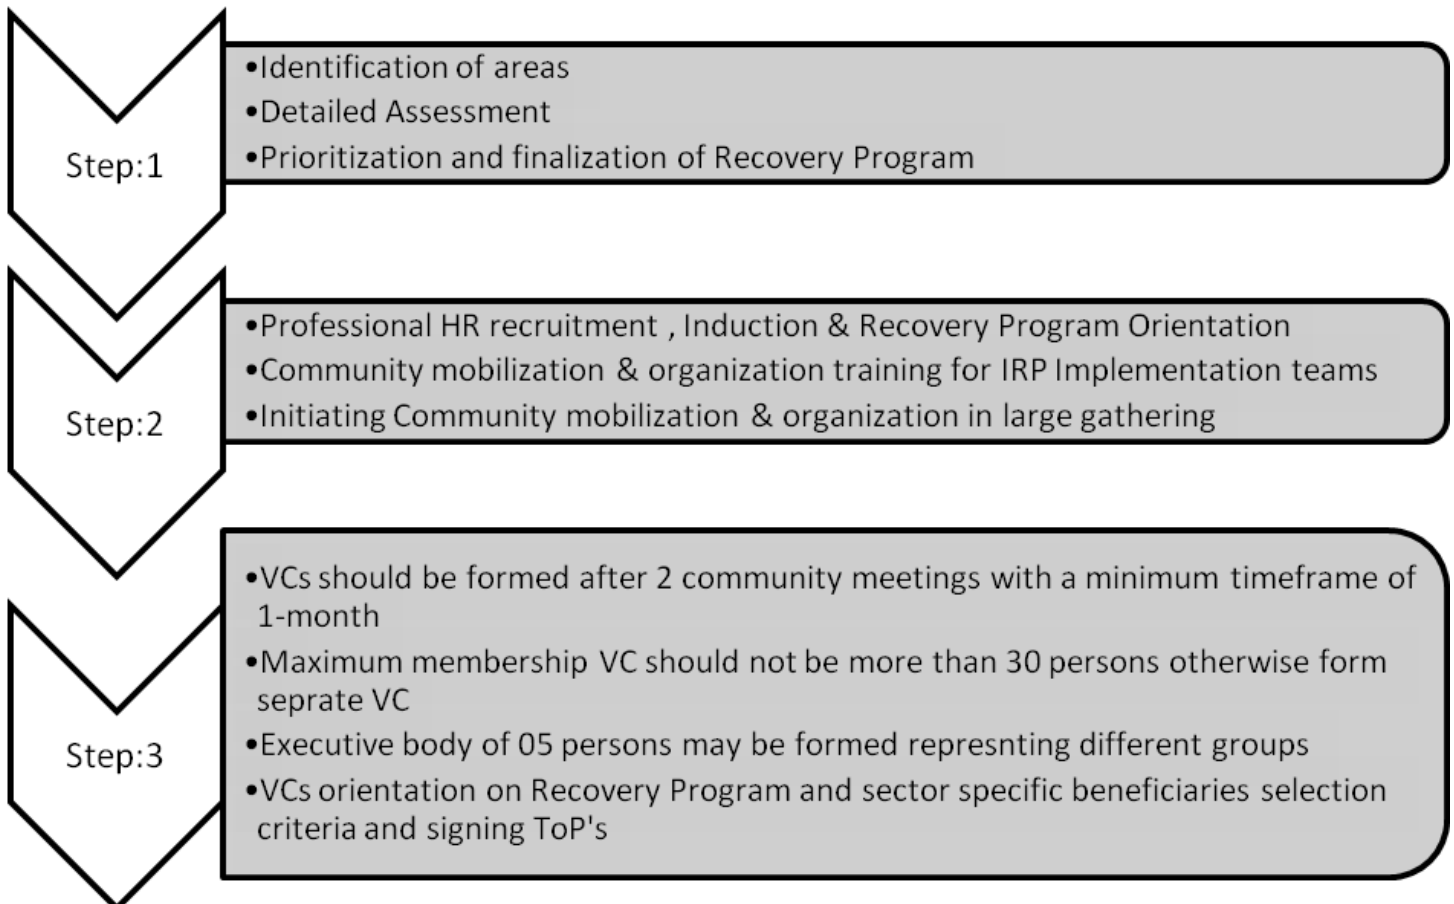 Step:1
•Identification of areas
•Detailed Assessment
•Prioritization and finalization of Recovery Program
Step:2
•Professional HR recruitment , Induction & Recovery Program Orientation
•Community mobilization & organization training for IRP Implementation teams
•Initiating Community mobilization & organization in large gathering
Step:3
•VCs should be formed after 2 community meetings with a minimum timeframe of
1-month
•Maximum membership VC should not be more than 30 persons otherwise form
seprate VC
•Executive body of 05 persons may be formed represnting different groups
•VCs orientation on Recovery Program and sector specific beneficiaries selection
criteria and signing ToP's